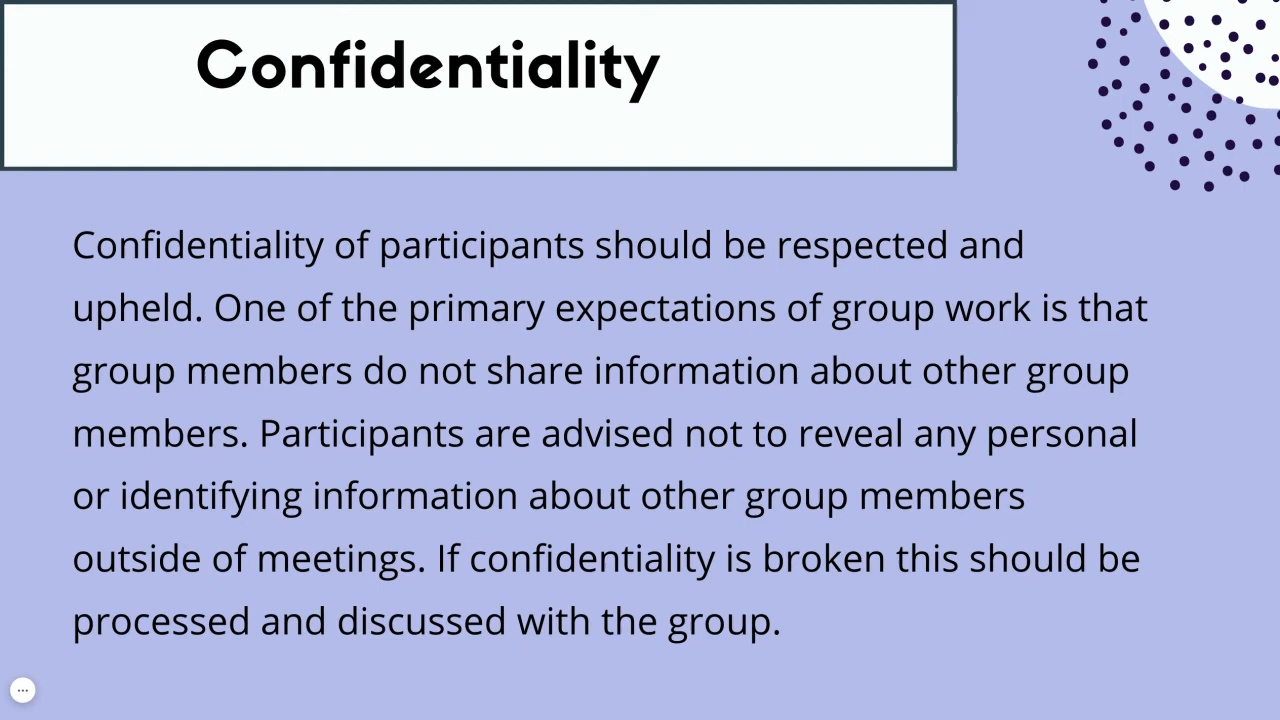 Confidentiality
Confidentiality of participants should be respected and
upheld. One of the primary expectations of group work is that
group members do not share information about other group
members. Participants are advised not to reveal any personal
or identifying information about other group members
outside of meetings. If confidentiality is broken this should be
processed and discussed with the group.